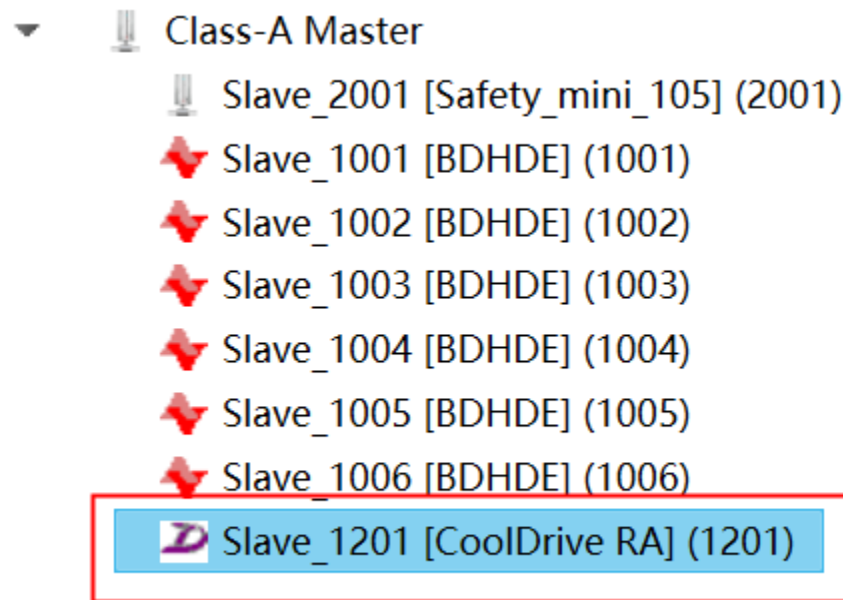 Class-A Master
Slave_2001 [Safety_mini_105] (2001)
Slave_1001 [BDHDE] (1001)
Slave_1002 [BDHDE] (1002)
Slave_1003 [BDHDE] (1003)
Slave_1004 [BDHDE] (1004)
Slave_1005 [BDHDE] (1005)
Slave_1006 [BDHDE] (1006)
Slave_1201 [CoolDrive RA] (1201)